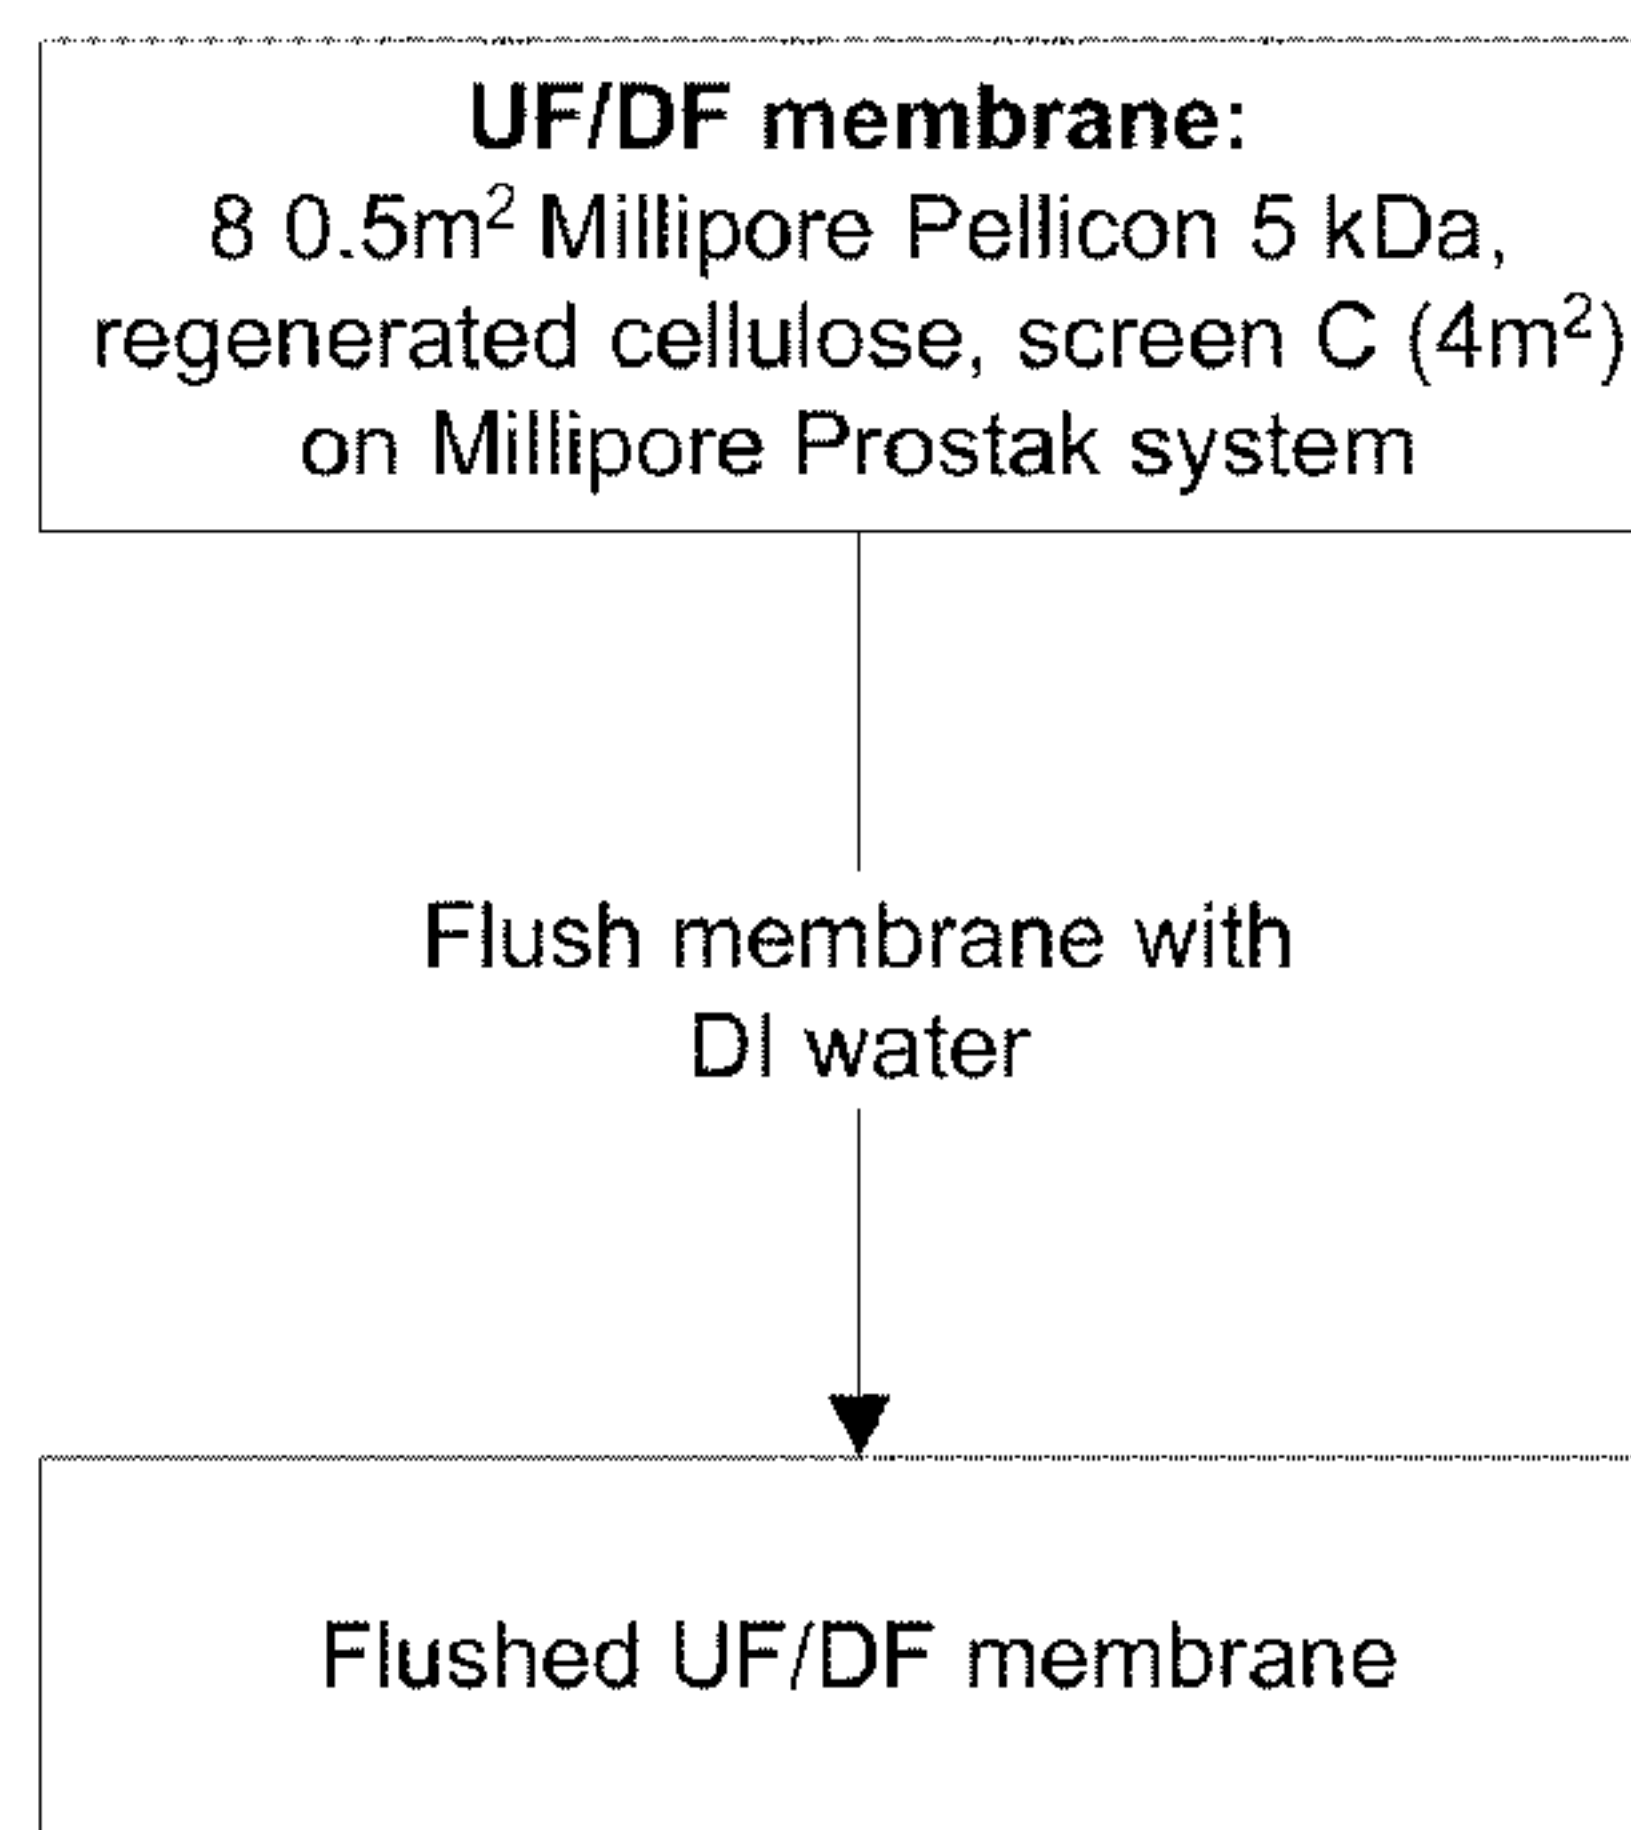 UF/DF membrane:
8 0.5m² Millipore Pellicon 5 kDa,
regenerated cellulose, screen C (4m²)
on Millipore Prostak system
Flush membrane with
DI water
Flushed UF/DF membrane